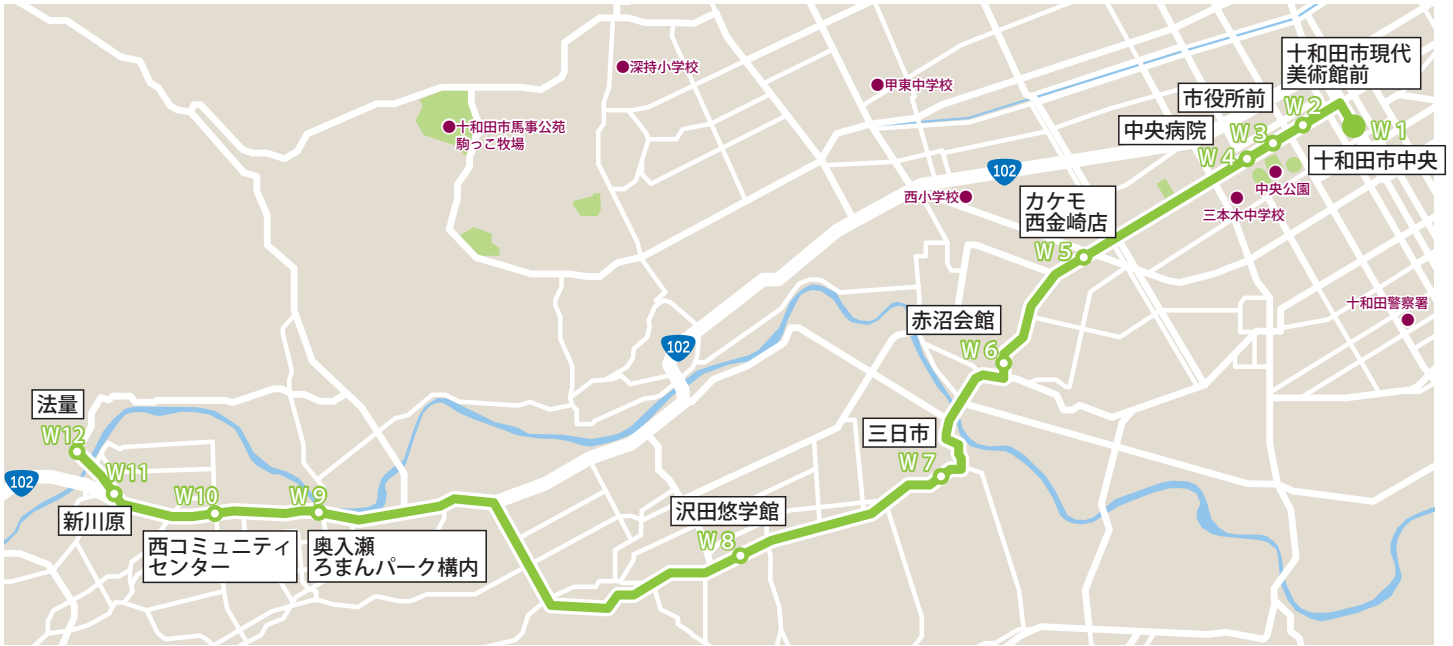 深持小学校
甲東中学校
十和田市馬事公苑
駒っこ牧場
十和田市現代
美術館前
市役所前
W 2
中央病院
W 3
W 1
W 4
十和田市中央
中央公園
102
西小学校
三本木中学校
カケモ
西金崎店
W 5
十和田警察署
赤沼会館
102
W 6
法量
W12
三日市
W11
W 7
102
W10
W 9
沢田悠学館
新川原
W 8
西コミュニティ
センター
奥入瀬
ろまんパーク構内